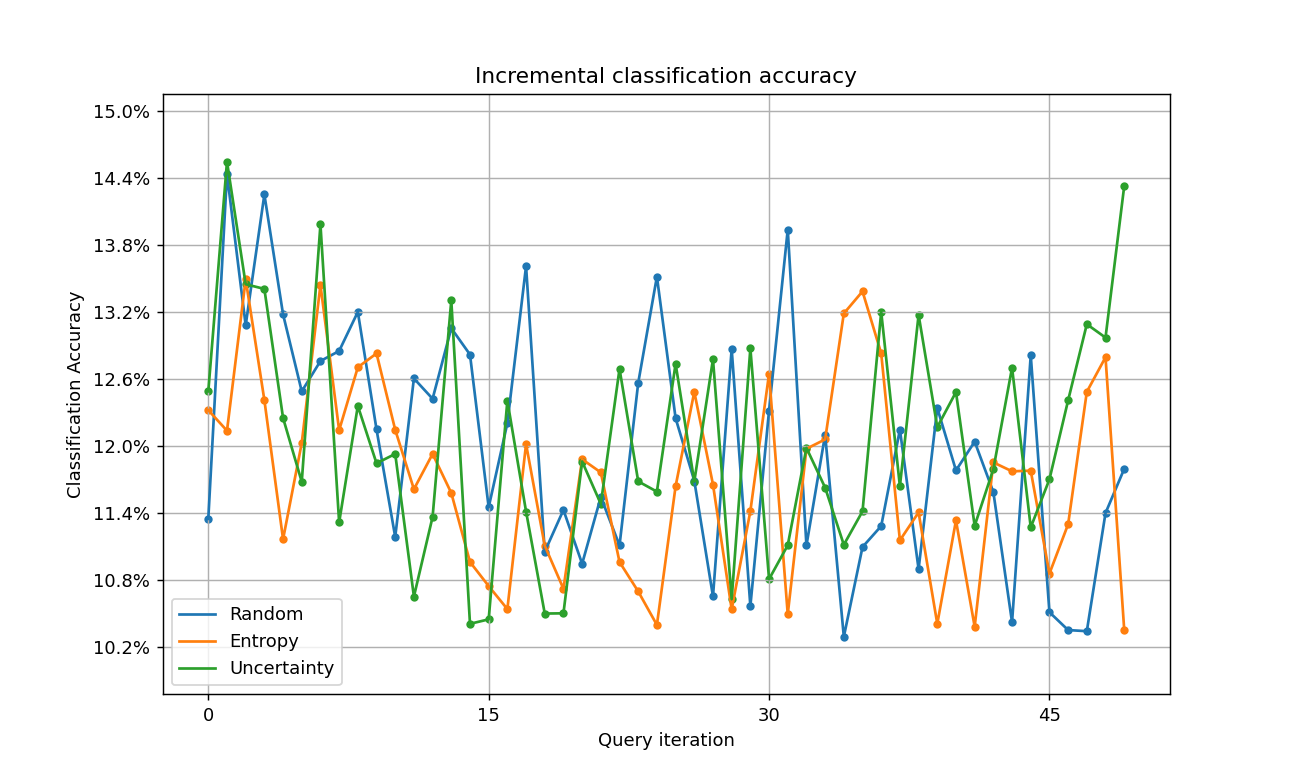 Incremental classification accuracy
15.0%
14.4%
13.8%
13.2%
12.6%
12.0%
11.4%
10.8%
10.2%
Classification Accuracy
Random
Entropy
Uncertainty
0 15 30 45
Query iteration